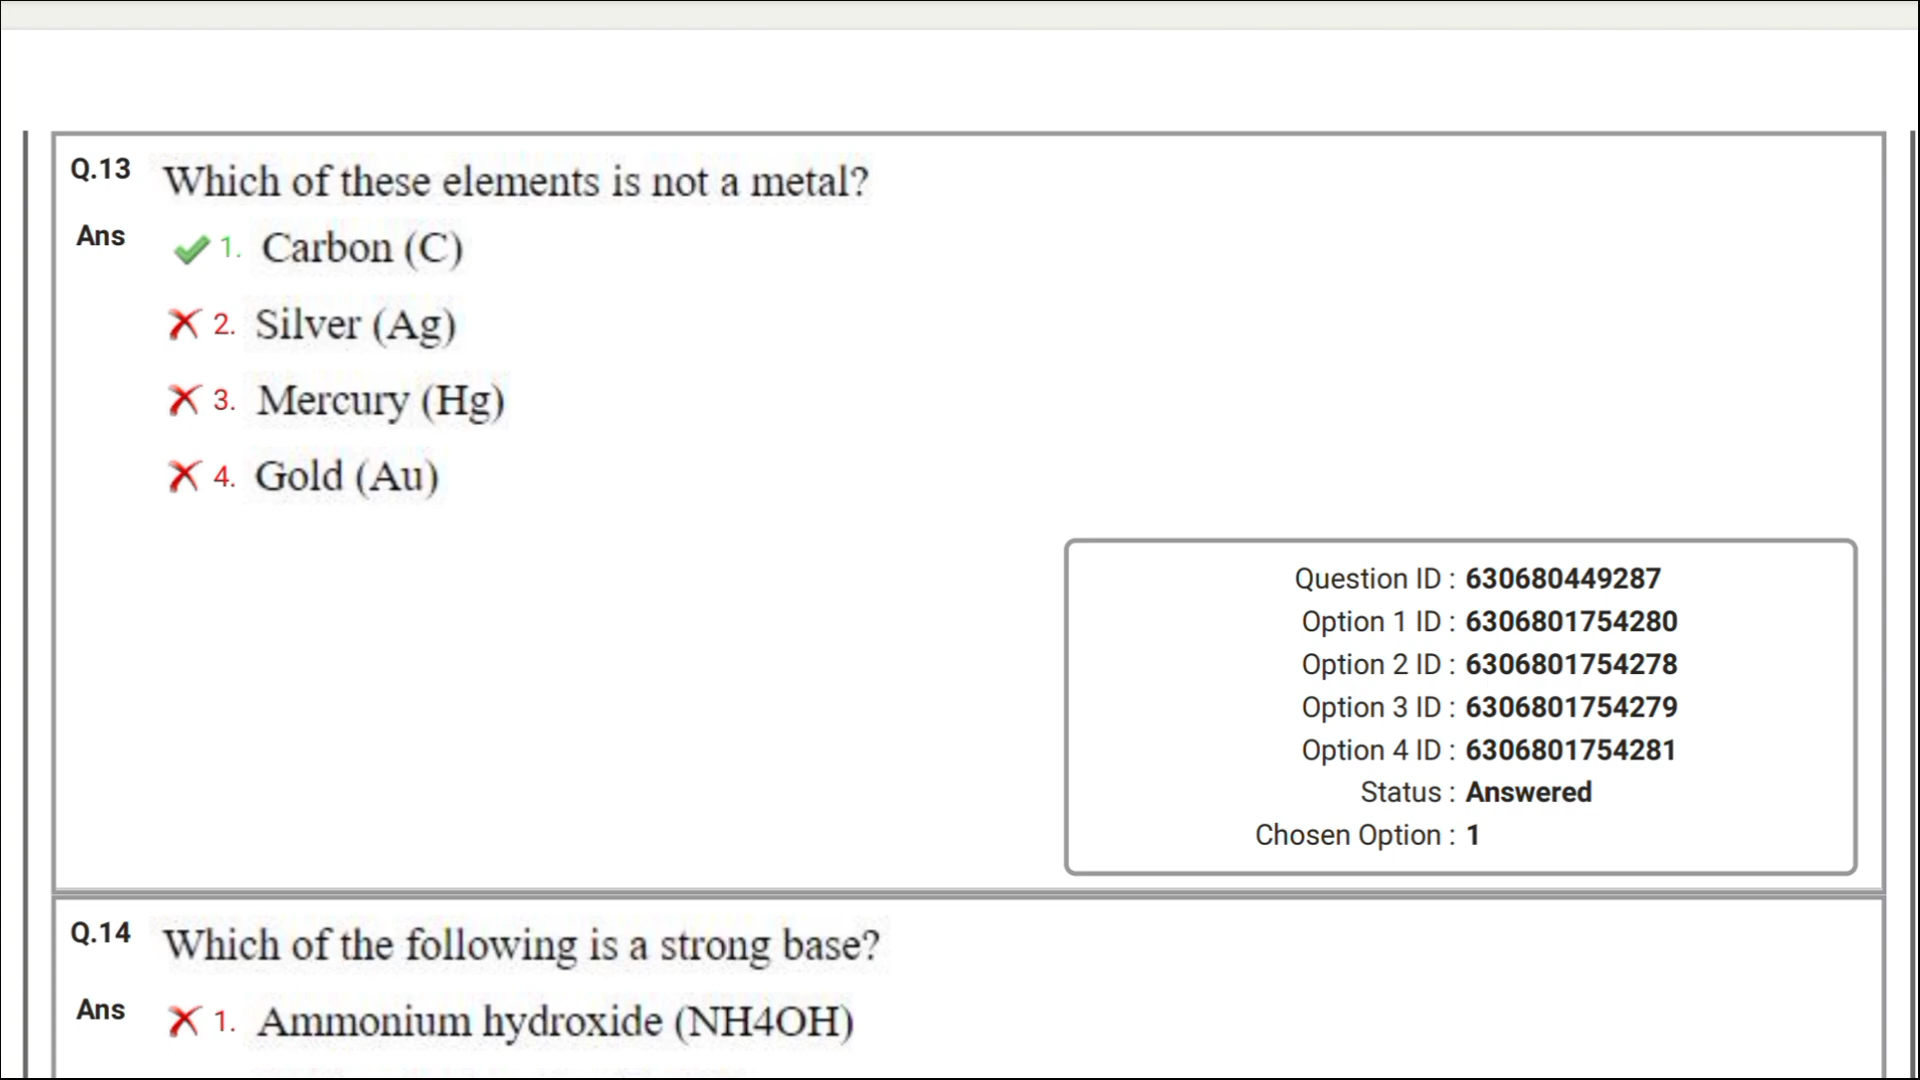 Q.13 Which of these elements is not a metal?
Ans 1. Carbon (C)
2. Silver (Ag)
3. Mercury (Hg)
4. Gold (Au)
Question ID : 630680449287
Option 1 ID : 6306801754280
Option 2 ID : 6306801754278
Option 3 ID : 6306801754279
Option 4 ID : 6306801754281
Status : Answered
Chosen Option : 1
Q.14 Which of the following is a strong base?
Ans 1. Ammonium hydroxide (NH4OH)